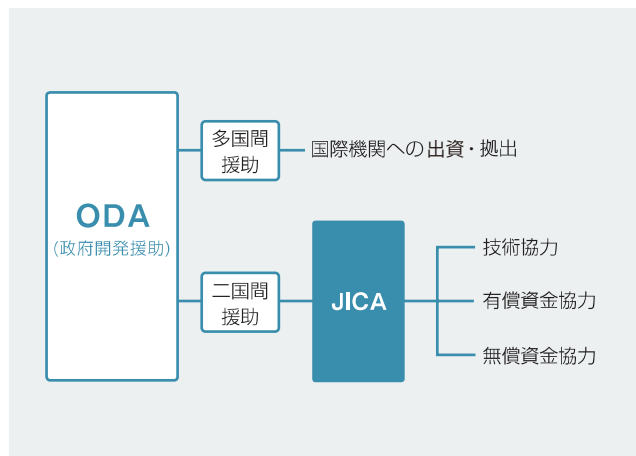 ODA
(政府開発援助)
多国間
援助
国際機関への出資・拠出
二国間
援助
JICA
技術協力
有償資金協力
無償資金協力